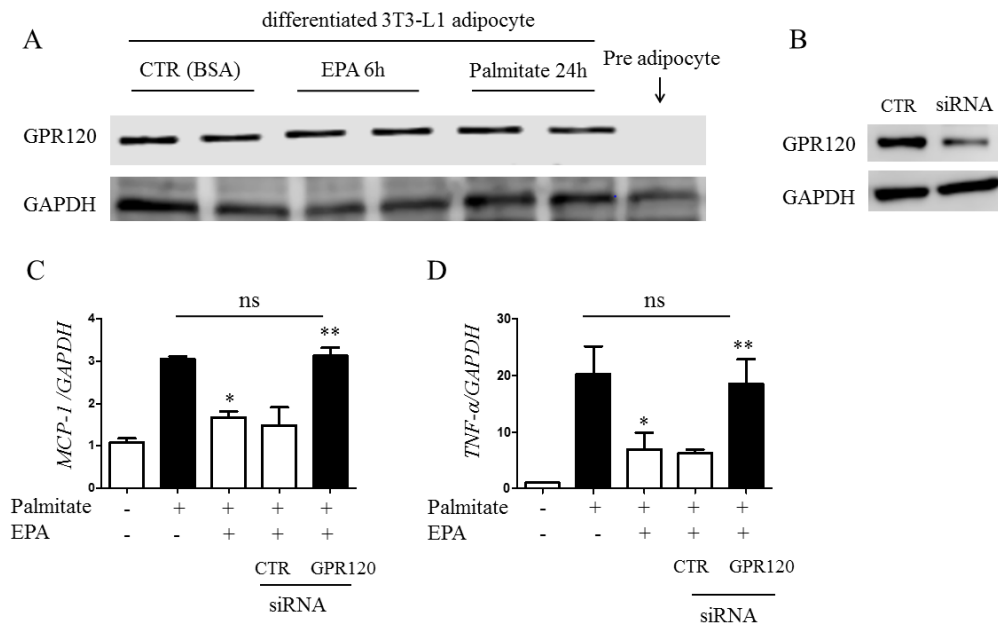 A
differentiated 3T3-L1 adipocyte
CTR (BSA) EPA 6h Palmitate 24h Pre adipocyte
GPR120
GAPDH
B
CTR siRNA
GPR120
GAPDH
C
ns
MCP-1 /GAPDH
4
3
2
1
0
* **
Palmitate - + + + +
EPA - - + + +
CTR GPR120
siRNA
D
ns
TNF-α/GAPDH
30
20
10
0
* **
Palmitate - + + + +
EPA - - + + +
CTR GPR120
siRNA